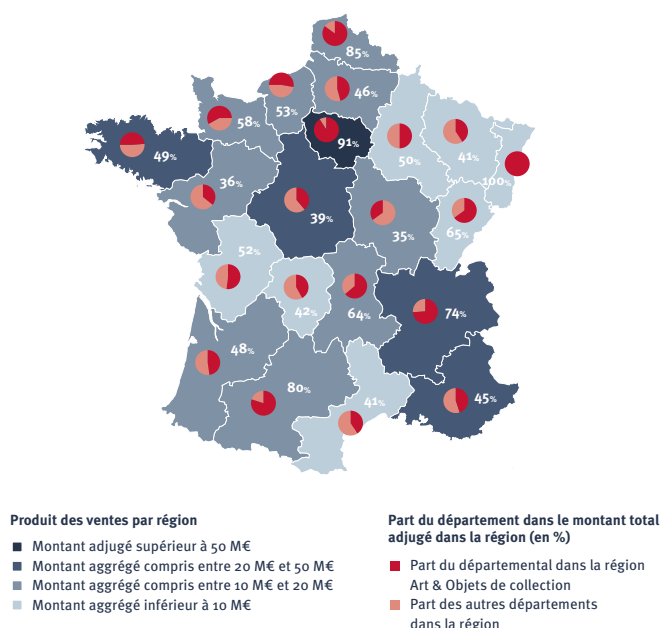 85%
46%
53%
58%
91%
50%
41%
100%
49%
36%
39%
35%
65%
52%
42%
64%
74%
48%
80%
41%
45%
Produit des ventes par région
Montant adjugé supérieur à 50 M€
Montant aggrégé compris entre 20 M€ et 50 M€
Montant aggrégé compris entre 10 M€ et 20 M€
Montant aggrégé inférieur à 10 M€
Part du département dans le montant total
adjugé dans la région (en %)
Part du départemental dans la région
Art & Objets de collection
Part des autres départements
dans la région